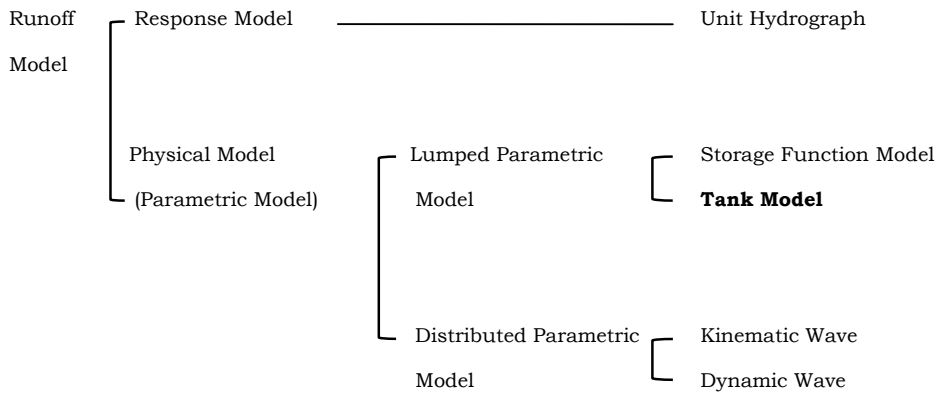 Runoff Response Model Unit Hydrograph
Model
Physical Model Lumped Parametric Storage Function Model
(Parametric Model) Model Tank Model
Distributed Parametric Kinematic Wave
Model Dynamic Wave